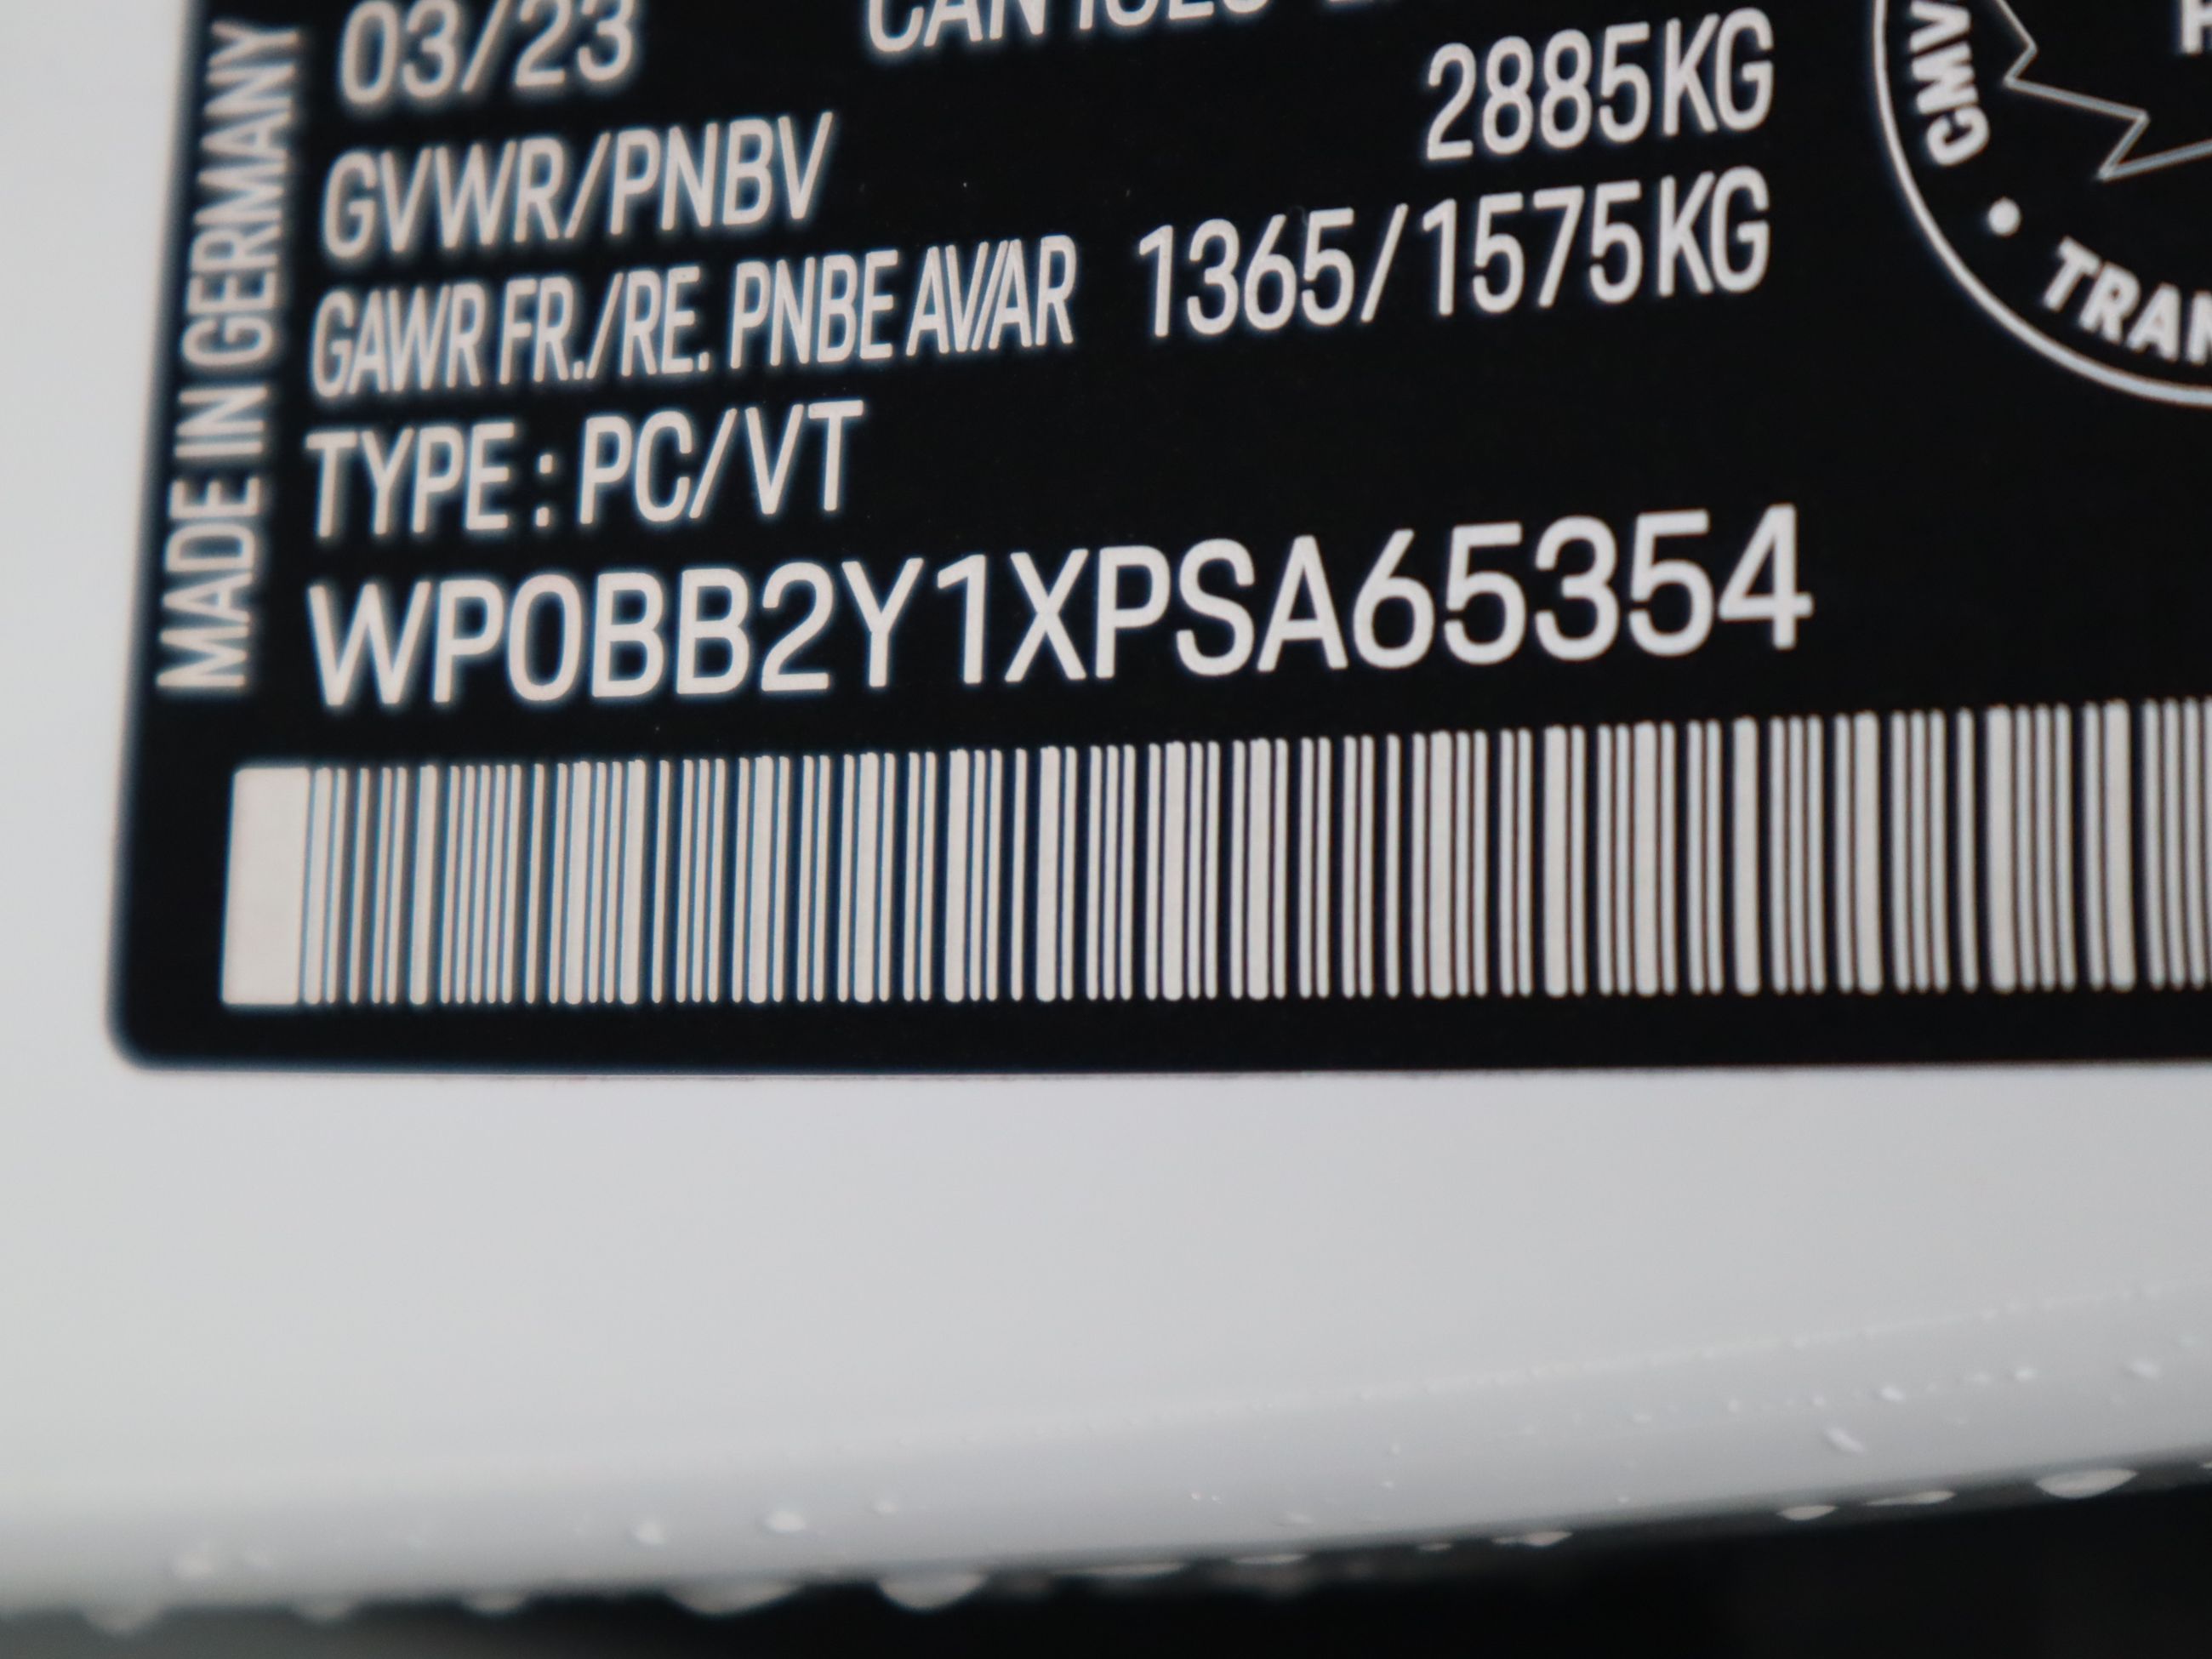 MADE IN GERMANY
03/23
GVWR/PNBV 2885KG
GAWR FR./RE. PNBE AV/AR 1365/1575KG
TYPE : PC/VT
WP0BB2Y1XPSA65354